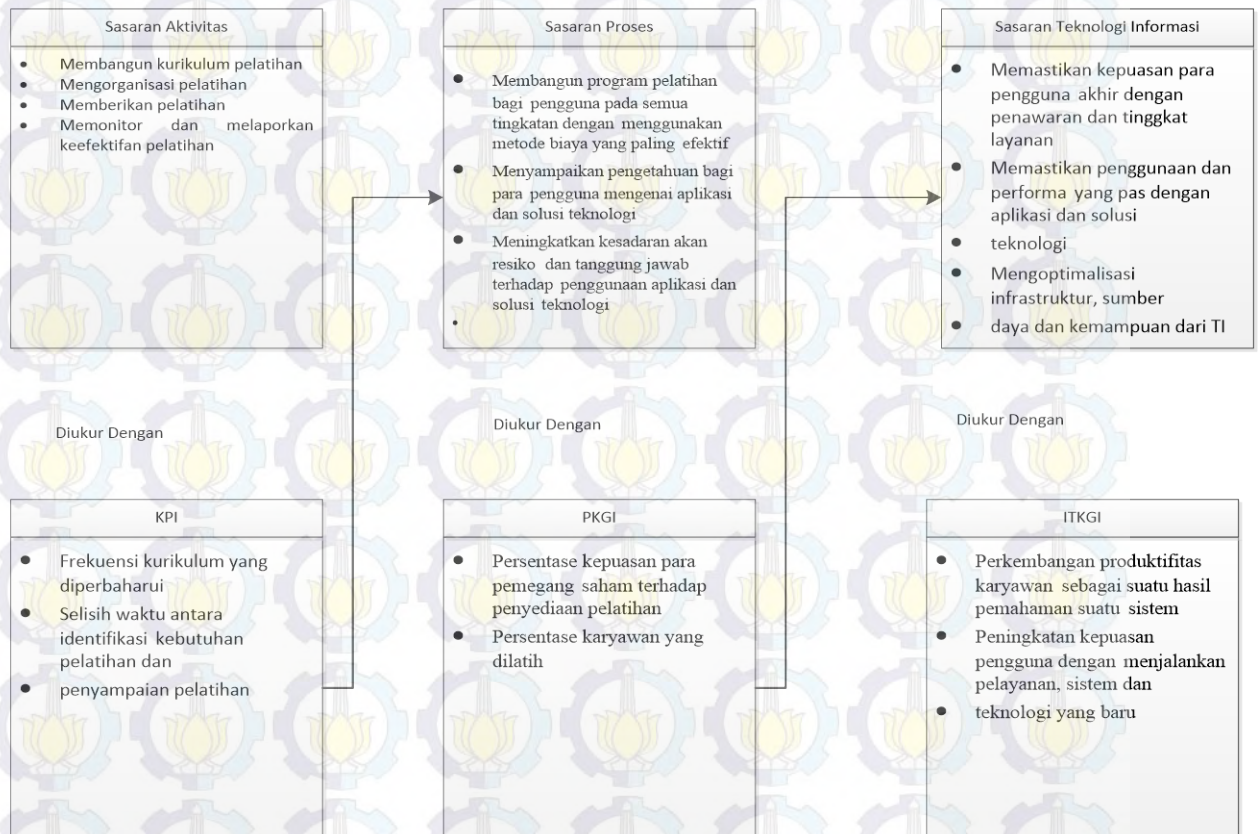 Sasaran Aktivitas
• Membangun kurikulum pelatihan
• Mengorganisasi pelatihan
• Memberikan pelatihan
• Memonitor dan melaporkan
keefektifan pelatihan
Sasaran Proses
• Membangun program pelatihan
bagi pengguna pada semua
tingkatan dengan menggunakan
metode biaya yang paling efektif
• Menyampaikan pengetahuan bagi
para pengguna mengenai aplikasi
dan solusi teknologi
• Meningkatkan kesadaran akan
resiko dan tanggung jawab
terhadap penggunaan aplikasi dan
solusi teknologi
•
Sasaran Teknologi Informasi
• Memastikan kepuasan para
pengguna akhir dengan
penawaran dan tinggkat
layanan
• Memastikan penggunaan dan
performa yang pas dengan
aplikasi dan solusi
• teknologi
• Mengoptimalisasi
infrastruktur, sumber
• daya dan kemampuan dari TI
Diukur Dengan
Diukur Dengan
Diukur Dengan
KPI
• Frekuensi kurikulum yang
diperbaharui
• Selisih waktu antara
identifikasi kebutuhan
pelatihan dan
• penyampaian pelatihan
PKGI
• Persentase kepuasan para
pemegang saham terhadap
penyediaan pelatihan
• Persentase karyawan yang
dilatih
ITKGI
• Perkembangan produktifitas
karyawan sebagai suatu hasil
pemahaman suatu sistem
• Peningkatan kepuasan
pengguna dengan menjalankan
pelayanan, sistem dan
• teknologi yang baru